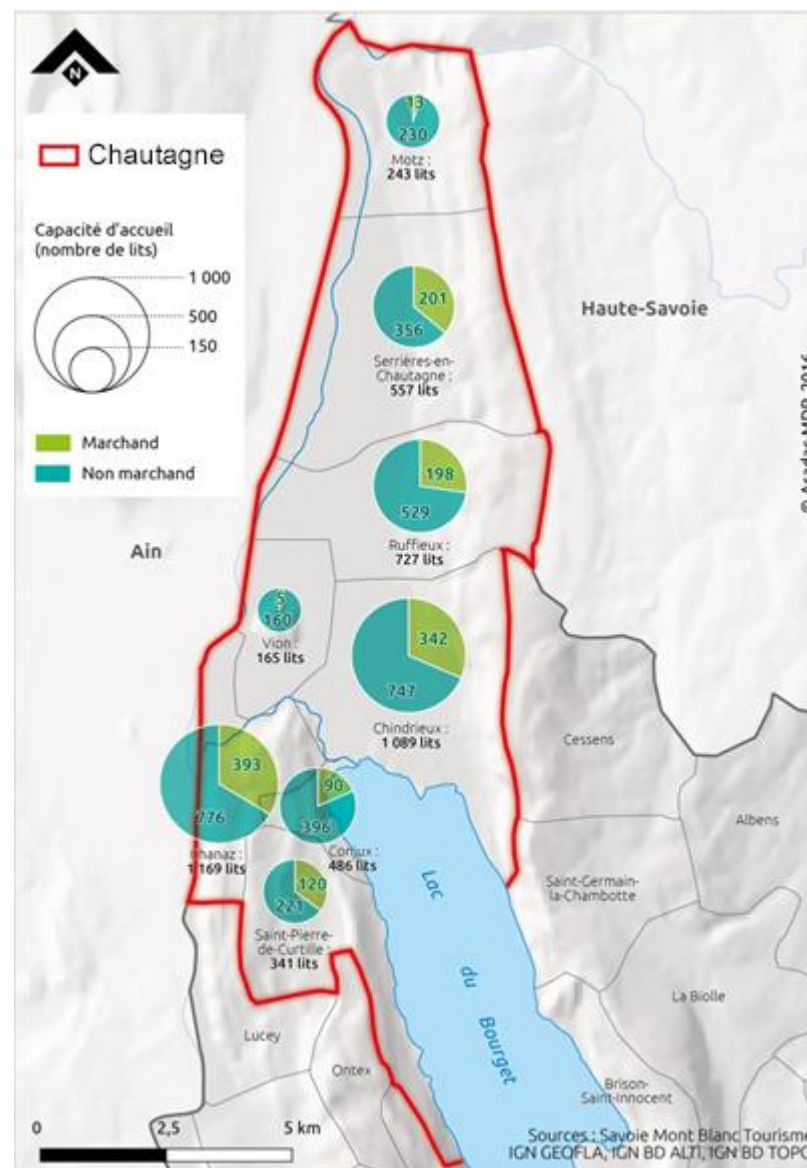 N
Chautagne
Capacité d'accueil
(nombre de lits)
1 000
500
150
Marchand
Non marchand
13
230
Motz :
243 lits
201
356
Serrières-en-
Chautagne :
557 lits
Haute-Savoie
198
529
Ruffieux :
727 lits
Ain
5
160
Vion :
165 lits
342
747
Chindrieux :
1 089 lits
Cessens
Albens
393
776
1 169 lits
90
396
486 lits
120
221
Saint-Pierre-
de-Curtille :
341 lits
Saint-Germain-
la-Chambotte
La Biolle
Lac
du
Bourget
Lucey
Ontex
Brison-
Saint-Innocent
0
2,5
5 km
Sources : Savoie Mont Blanc Tourisme
IGN GEOFLA, IGN BD ALTI, IGN BD TOPO
2016